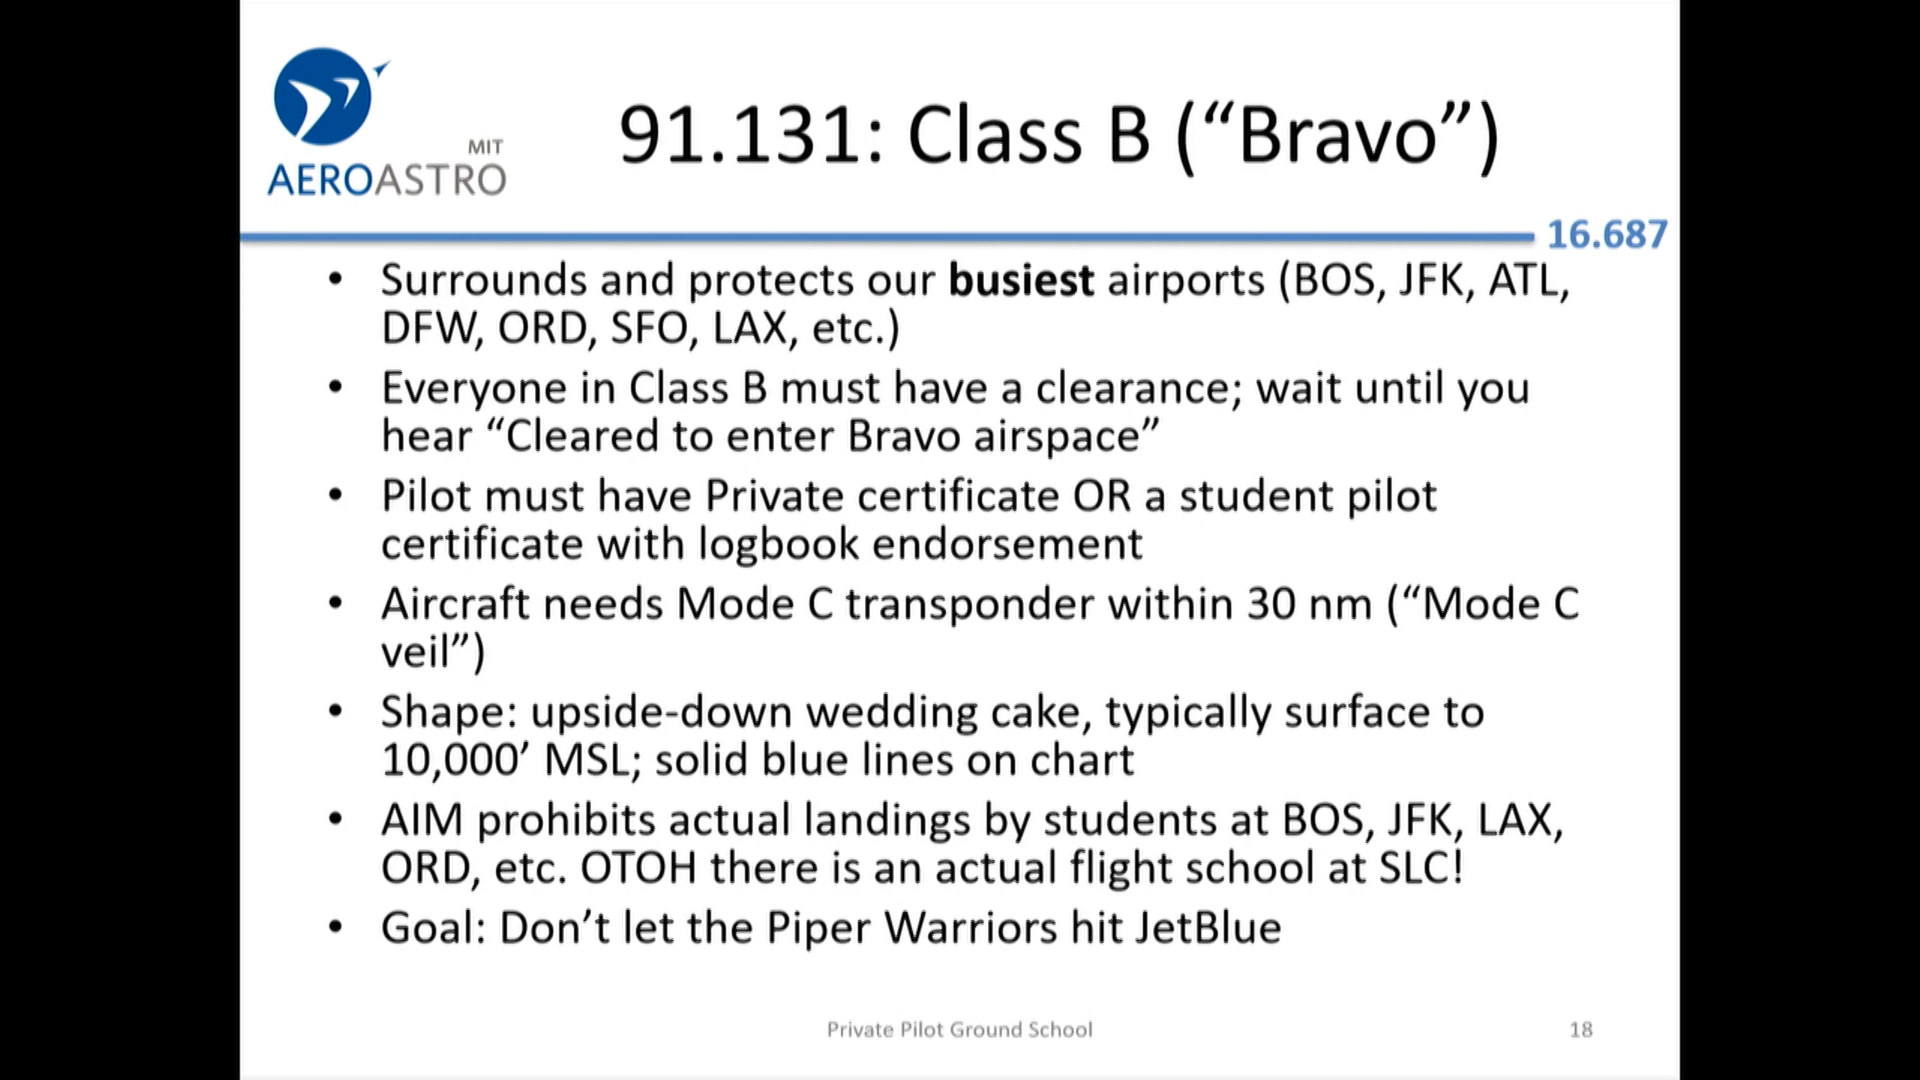 MIT
AEROASTRO
91.131: Class B (“Bravo”)
16.687
• Surrounds and protects our busiest airports (BOS, JFK, ATL,
DFW, ORD, SFO, LAX, etc.)
• Everyone in Class B must have a clearance; wait until you
hear “Cleared to enter Bravo airspace”
• Pilot must have Private certificate OR a student pilot
certificate with logbook endorsement
• Aircraft needs Mode C transponder within 30 nm (“Mode C
veil”)
• Shape: upside-down wedding cake, typically surface to
10,000’ MSL; solid blue lines on chart
• AIM prohibits actual landings by students at BOS, JFK, LAX,
ORD, etc. OTOH there is an actual flight school at SLC!
• Goal: Don’t let the Piper Warriors hit JetBlue
Private Pilot Ground School
18